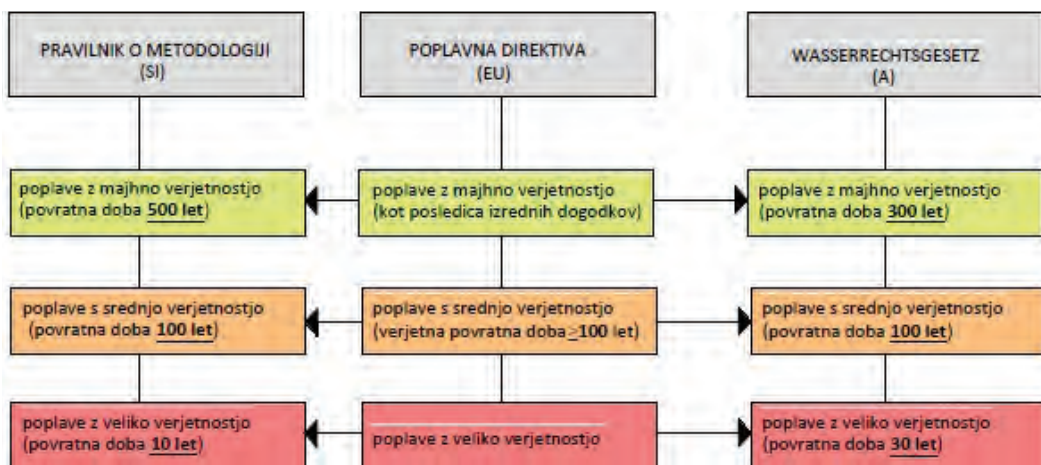 PRAVILNIK O METODOLOGIJI
(SI)
POPLAVNA DIREKTIVA
(EU)
WASSERRECHTSGESETZ
(A)
poplave z majhno verjetnostjo
(povratna doba 500 let)
poplave z majhno verjetnostjo
(kot posledica izrednih dogodkov)
poplave z majhno verjetnostjo
(povratna doba 300 let)
poplave s srednjo verjetnostjo
(povratna doba 100 let)
poplave s srednjo verjetnostjo
(verjetna povratna doba ≥100 let)
poplave s srednjo verjetnostjo
(povratna doba 100 let)
poplave z veliko verjetnostjo
(povratna doba 10 let)
poplave z veliko verjetnostjo
poplave z veliko verjetnostjo
(povratna doba 30 let)